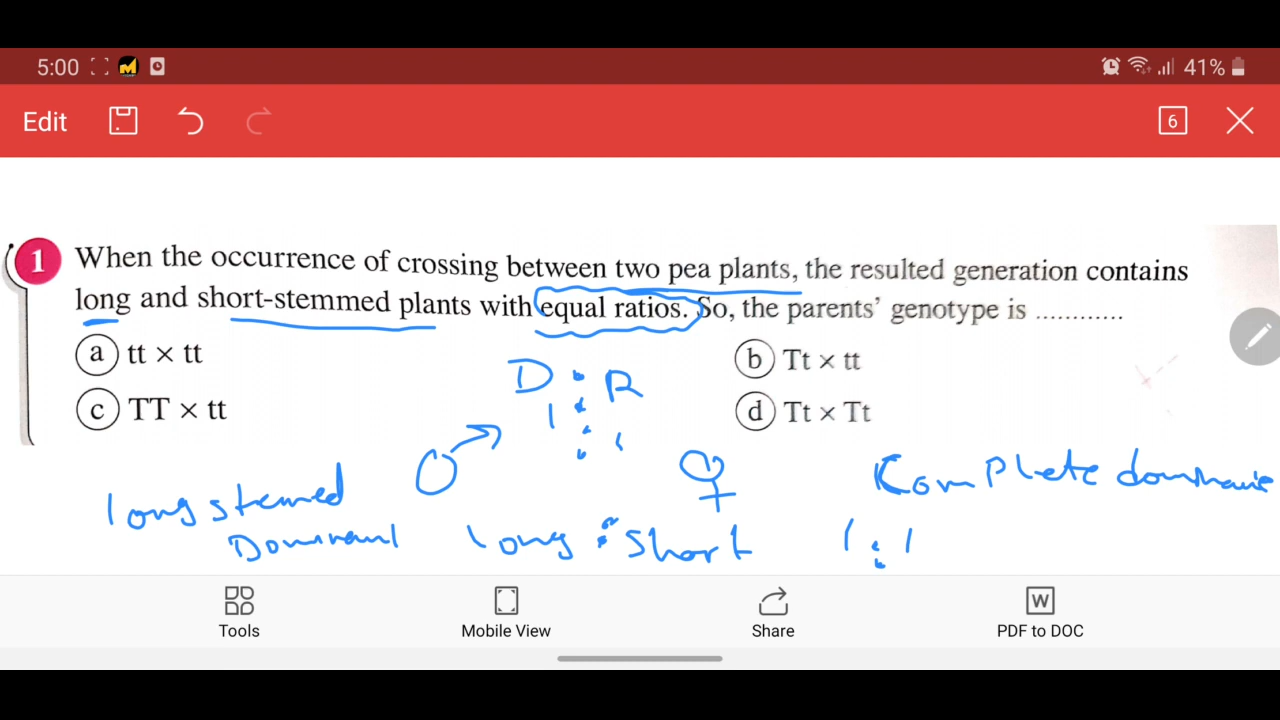 5:00 41%
Edit 6
1 When the occurrence of crossing between two pea plants, the resulted generation contains
long and short-stemmed plants with equal ratios. So, the parents' genotype is ............
a tt × tt b Tt × tt
c TT × tt d Tt × Tt
D : R
1 : 1
long stemmed Complete dominance
Dominant long : short 1 : 1
Tools Mobile View Share W PDF to DOC